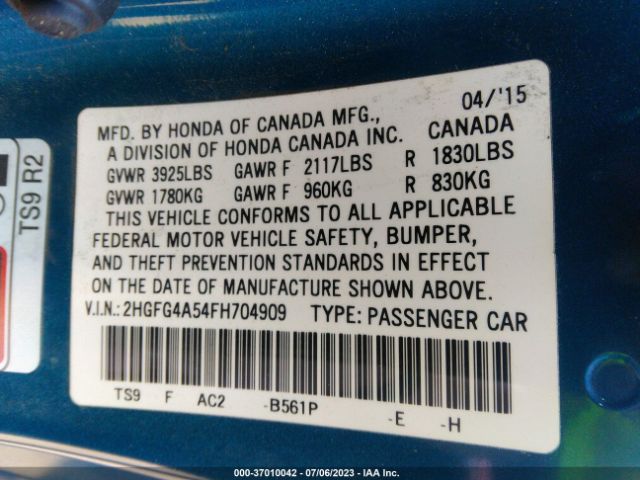 04/'15
MFD. BY HONDA OF CANADA MFG.,
A DIVISION OF HONDA CANADA INC. CANADA
GVWR 3925LBS GAWR F 2117LBS R 1830LBS
GVWR 1780KG GAWR F 960KG R 830KG
THIS VEHICLE CONFORMS TO ALL APPLICABLE
FEDERAL MOTOR VEHICLE SAFETY, BUMPER,
AND THEFT PREVENTION STANDARDS IN EFFECT
ON THE DATE OF MANUFACTURE SHOWN ABOVE.
V.I.N.: 2HGFG4A54FH704909 TYPE: PASSENGER CAR
TS9 F AC2 -B561P -E -H
TS9 R2
000-37010042 - 07/06/2023 - IAA Inc.